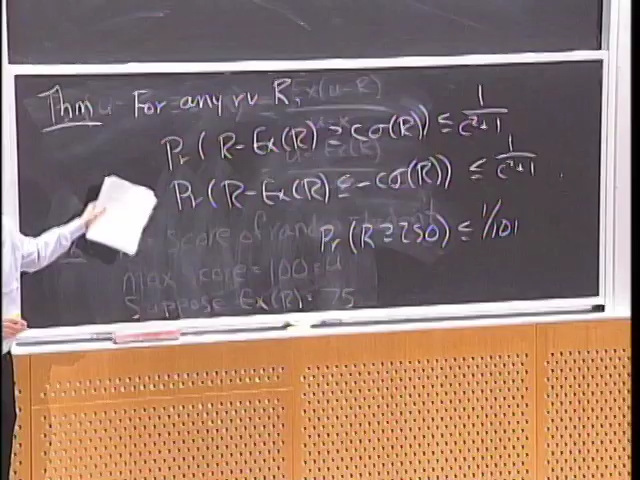 Thm: For any rv R,
Pr(R-Ex(R) ≥ cσ(R)) ≤ 1/(c²+1)
Pr(R-Ex(R) ≤ -cσ(R)) ≤ 1/(c²+1)
Pr(R≥250) ≤ 1/101
Score of random student
max score = 100 = u
Suppose Ex(R) = 75